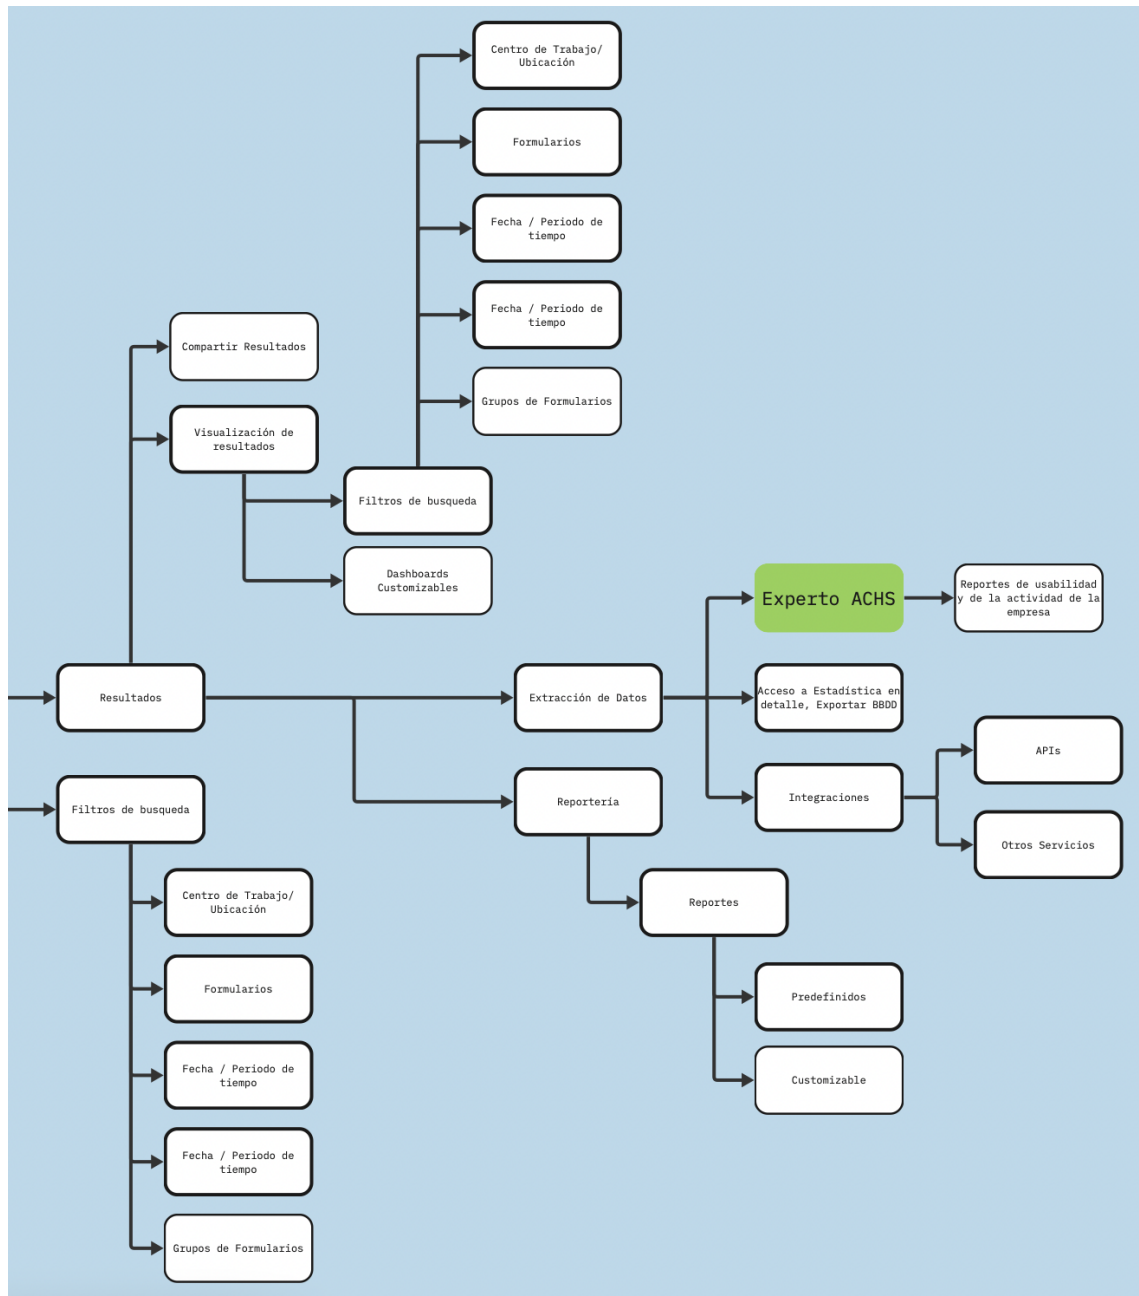 Centro de Trabajo/
Ubicación
Formularios
Fecha / Periodo de
tiempo
Fecha / Periodo de
tiempo
Grupos de Formularios
Compartir Resultados
Visualización de
resultados
Filtros de busqueda
Dashboards
Customizables
Experto ACHS
Reportes de usabilidad
y de la actividad de la
empresa
Resultados
Extracción de Datos
Acceso a Estadística en
detalle, Exportar BBDD
APIs
Reportería
Integraciones
Otros Servicios
Filtros de busqueda
Centro de Trabajo/
Ubicación
Reportes
Formularios
Predefinidos
Fecha / Periodo de
tiempo
Customizable
Fecha / Periodo de
tiempo
Grupos de Formularios